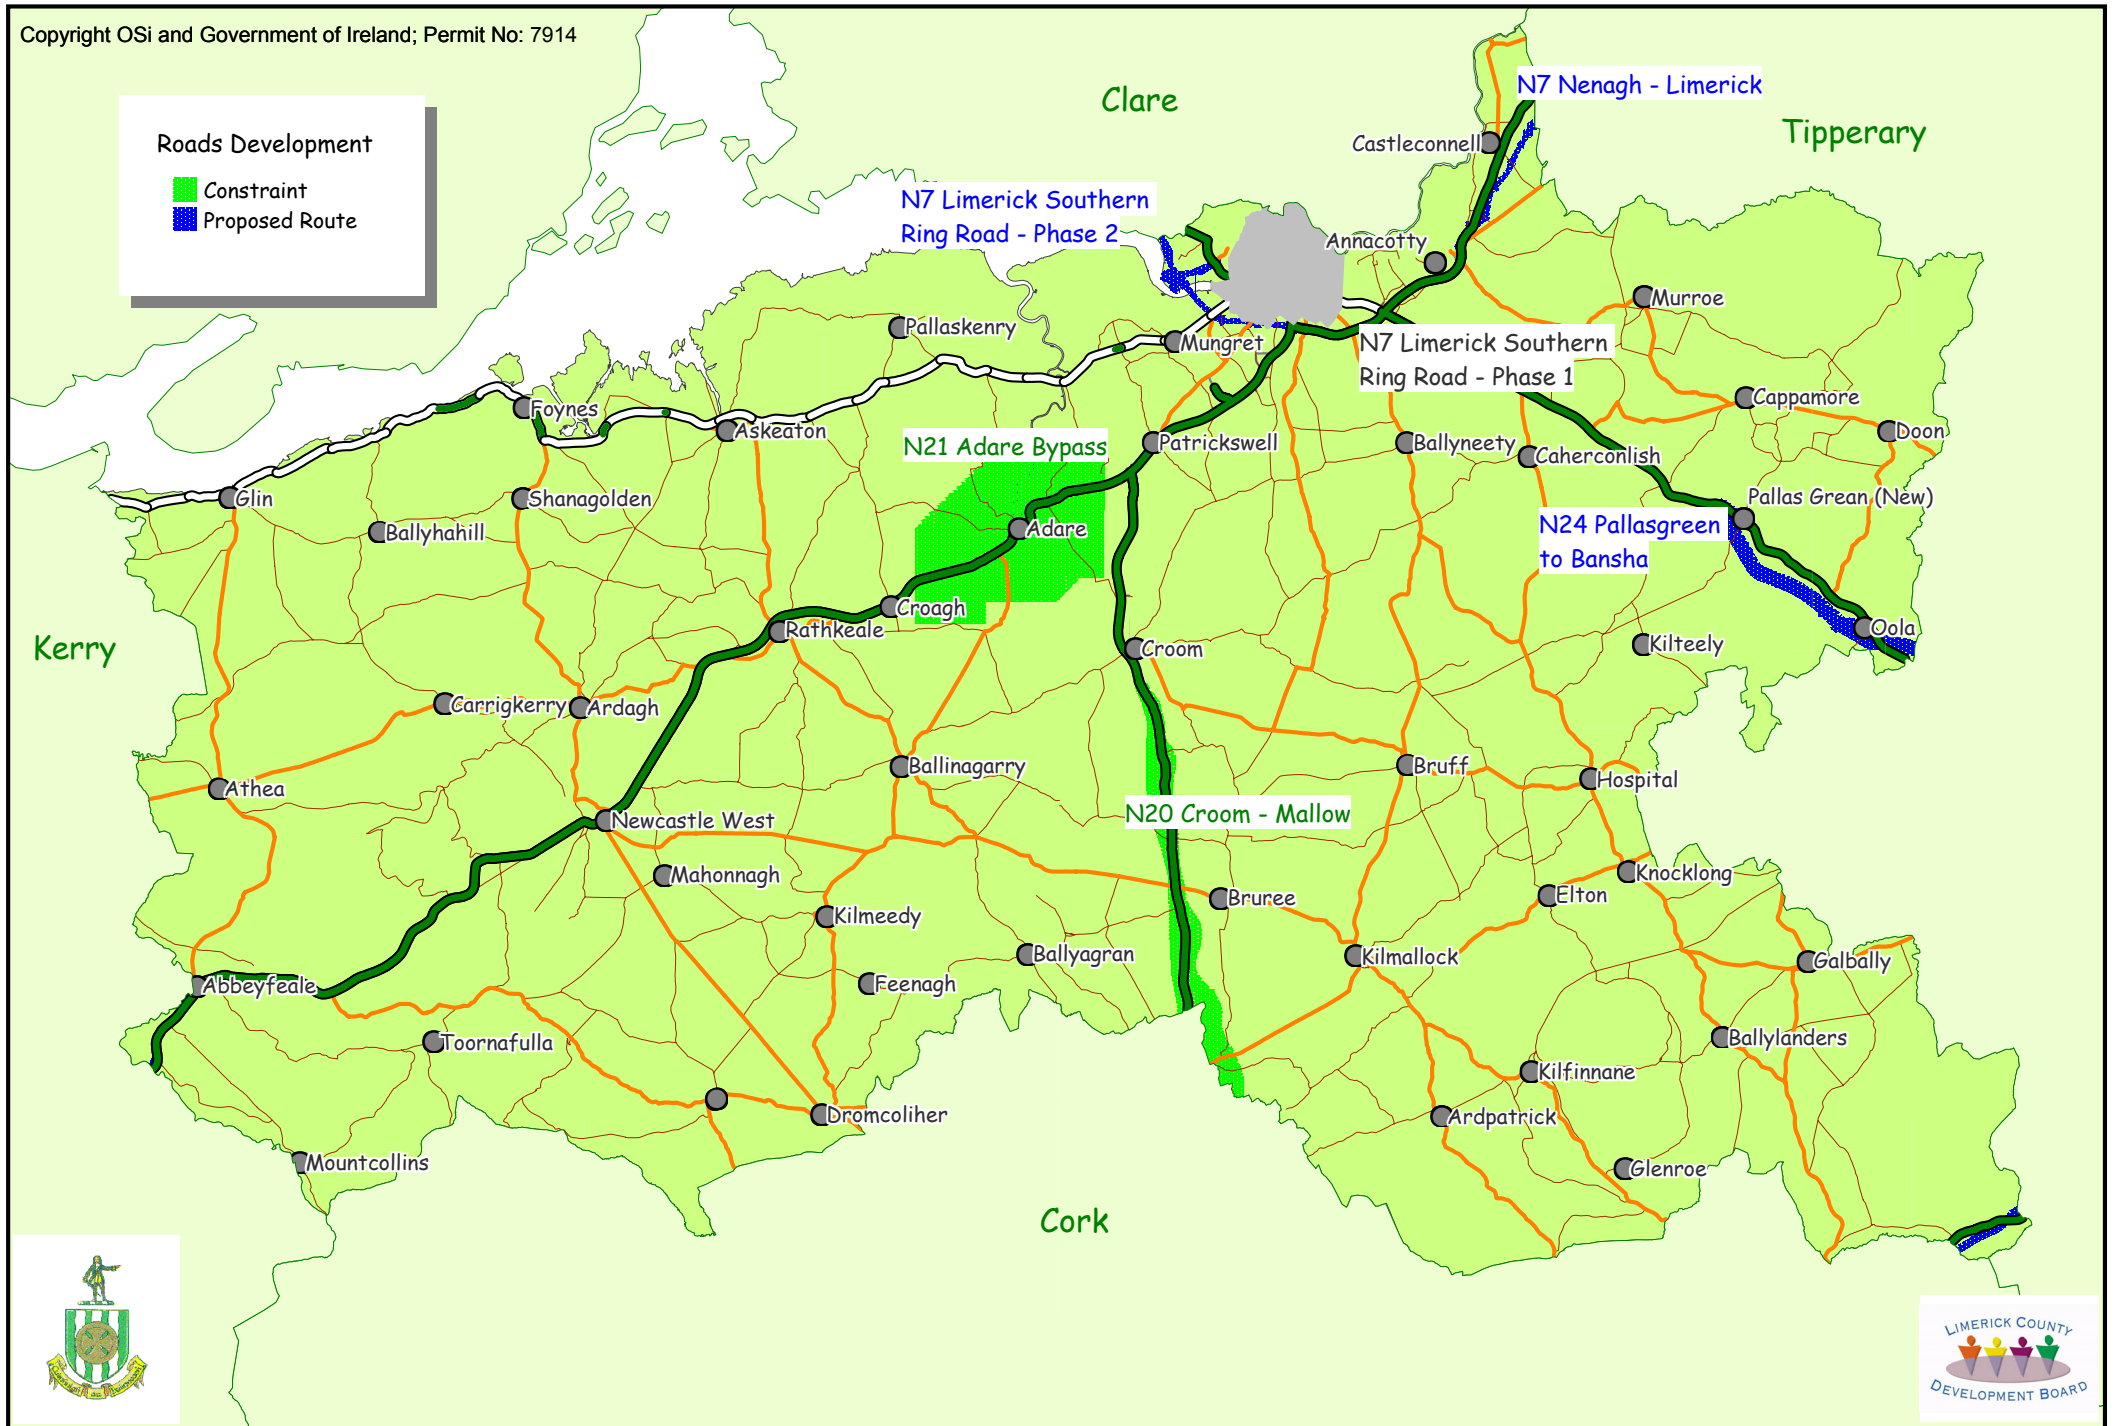 Copyright OSi and Government of Ireland; Permit No: 7914
Roads Development
Constraint
Proposed Route
Clare
Tipperary
Kerry
Cork
N7 Nenagh - Limerick
Castleconnell
N7 Limerick Southern
Ring Road - Phase 2
Annacotty
Murroe
Pallaskenry
Mungret
N7 Limerick Southern
Ring Road - Phase 1
Cappamore
Foynes
Askeaton
Doon
N21 Adare Bypass
Patrickswell
Ballyneety
Caherconlish
Glin
Shanagolden
Pallas Grean (New)
Ballyhahill
Adare
N24 Pallasgreen
to Bansha
Croagh
Rathkeale
Oola
Croom
Kilteely
Carrigkerry
Ardagh
Ballinagarry
Bruff
Hospital
Athea
Newcastle West
N20 Croom - Mallow
Mahonnagh
Knocklong
Bruree
Elton
Kilmeedy
Ballyagran
Kilmallock
Galbally
Abbeyfeale
Feenagh
Toornafulla
Ballylanders
Kilfinnane
Dromcoliher
Ardpatrick
Mountcollins
Glenroe
LIMERICK COUNTY
DEVELOPMENT BOARD